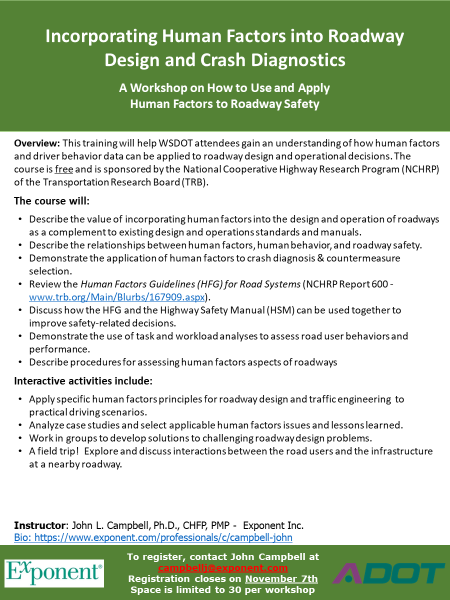 Incorporating Human Factors into Roadway
Design and Crash Diagnostics
A Workshop on How to Use and Apply
Human Factors to Roadway Safety
Overview: This training will help WSDOT attendees gain an understanding of how human factors
and driver behavior data can be applied to roadway design and operational decisions. The
course is free and is sponsored by the National Cooperative Highway Research Program (NCHRP)
of the Transportation Research Board (TRB).
The course will:
• Describe the value of incorporating human factors into the design and operation of roadways
as a complement to existing design and operations standards and manuals.
• Describe the relationships between human factors, human behavior, and roadway safety.
• Demonstrate the application of human factors to crash diagnosis & countermeasure
selection.
• Review the Human Factors Guidelines (HFG) for Road Systems (NCHRP Report 600 -
www.trb.org/Main/Blurbs/167909.aspx).
• Discuss how the HFG and the Highway Safety Manual (HSM) can be used together to
improve safety-related decisions.
• Demonstrate the use of task and workload analyses to assess road user behaviors and
performance.
• Describe procedures for assessing human factors aspects of roadways
Interactive activities include:
• Apply specific human factors principles for roadway design and traffic engineering to
practical driving scenarios.
• Analyze case studies and select applicable human factors issues and lessons learned.
• Work in groups to develop solutions to challenging roadway design problems.
• A field trip! Explore and discuss interactions between the road users and the infrastructure
at a nearby roadway.
Instructor: John L. Campbell, Ph.D., CHFP, PMP - Exponent Inc.
Bio: https://www.exponent.com/professionals/c/campbell-john
Exponent®
To register, contact John Campbell at
campbellj@exponent.com
Registration closes on November 7th
Space is limited to 30 per workshop
ADOT